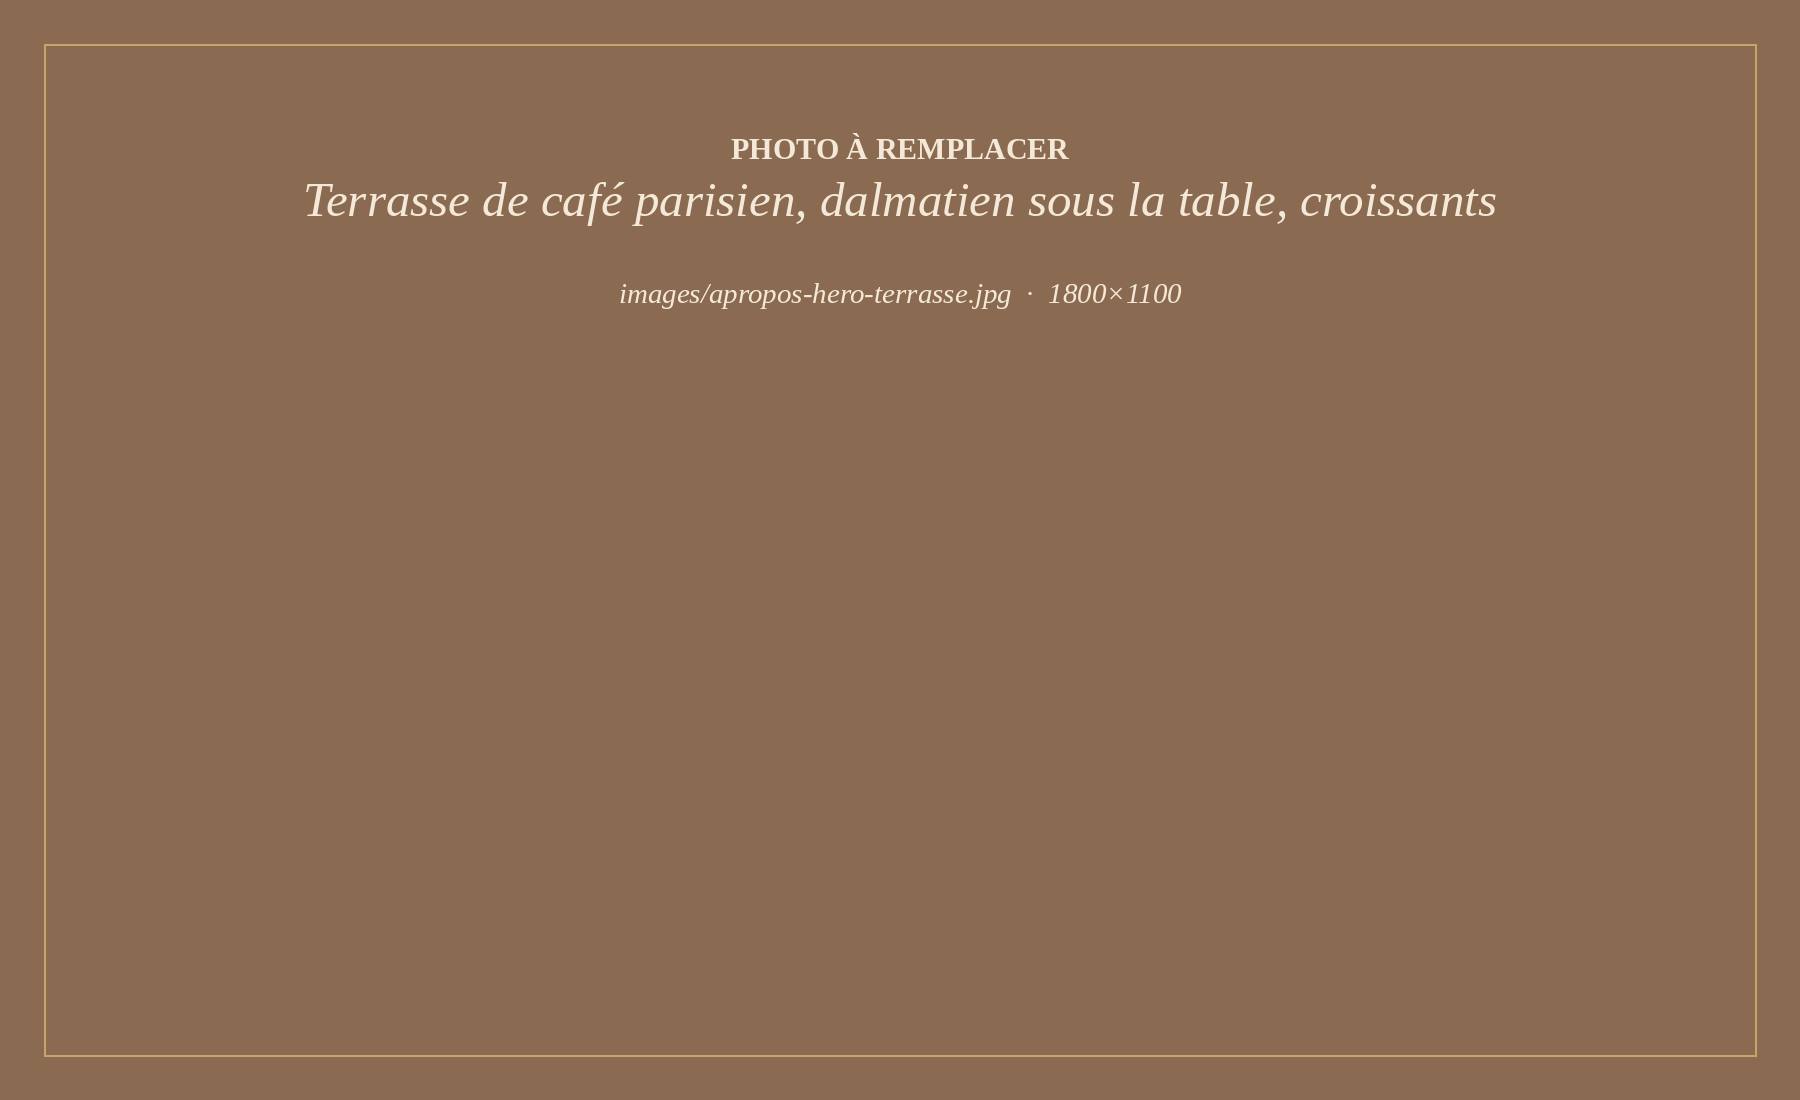 PHOTO À REMPLACER
Terrasse de café parisien, dalmatien sous la table, croissants
images/apropos-hero-terrasse.jpg · 1800×1100